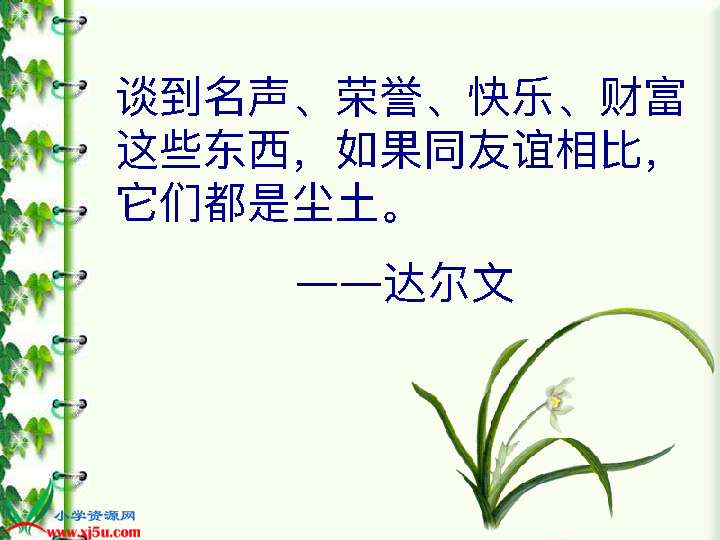 谈到名声、荣誉、快乐、财富
这些东西，如果同友谊相比，
它们都是尘土。
——达尔文
小学资源网
www.xj5u.com